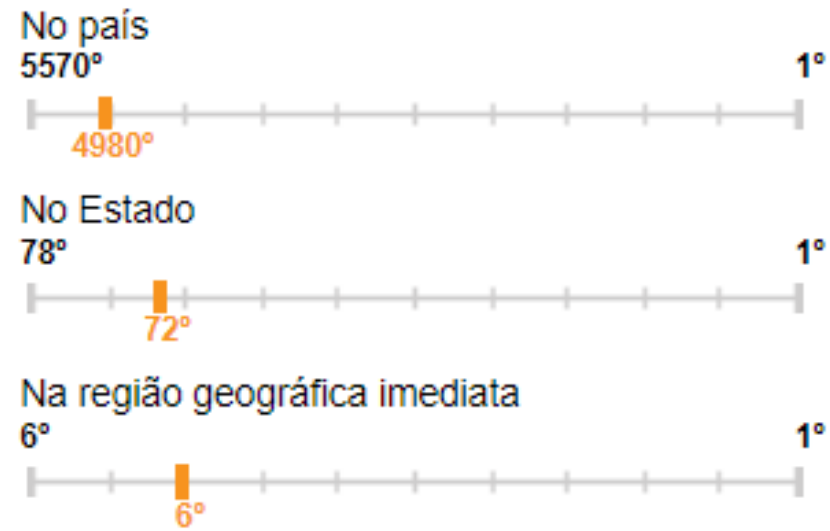 No país
5570º 1º
4980º
No Estado
78º 1º
72º
Na região geográfica imediata
6º 1º
6º